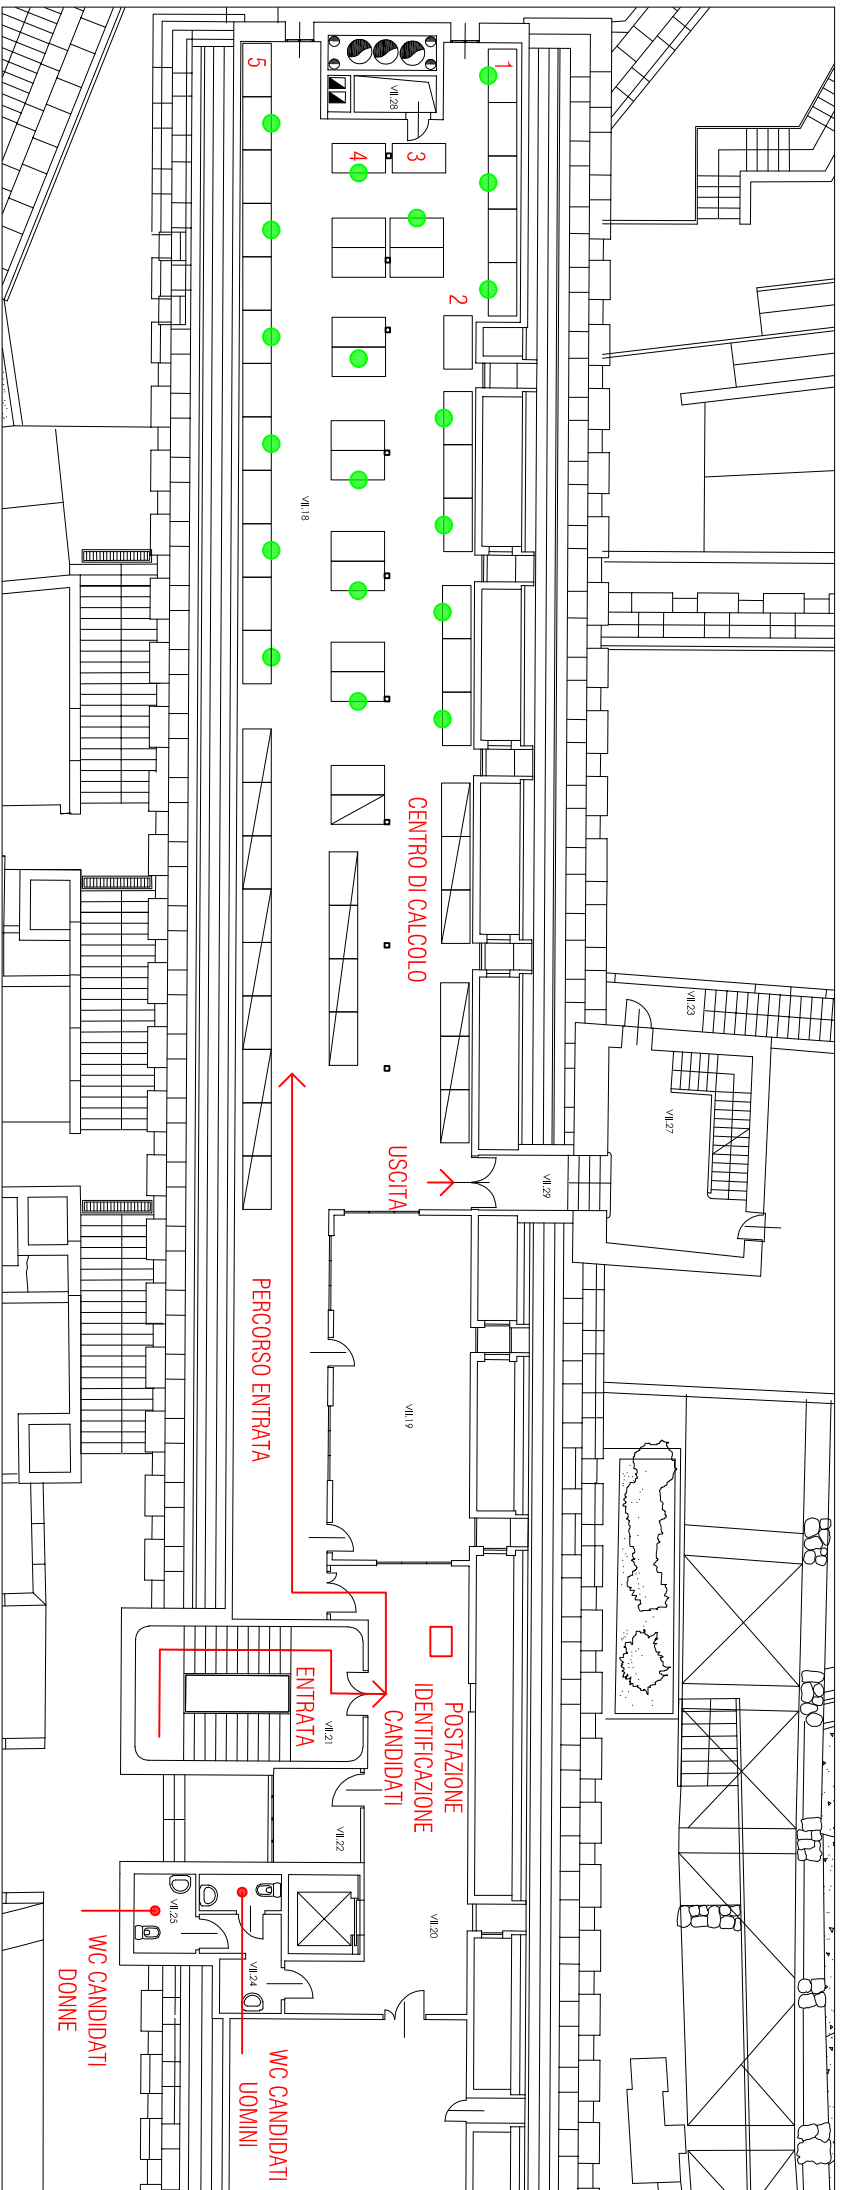 1
2
3
4
5
VII.28
VII.18
CENTRO DI CALCOLO
VII.23
VII.27
VII.29
USCITA
PERCORSO ENTRATA
VII.19
POSTAZIONE
IDENTIFICAZIONE
CANDIDATI
ENTRATA
VII.21
VII.22
VII.20
VII.25
VII.24
WC CANDIDATI
UOMINI
WC CANDIDATI
DONNE